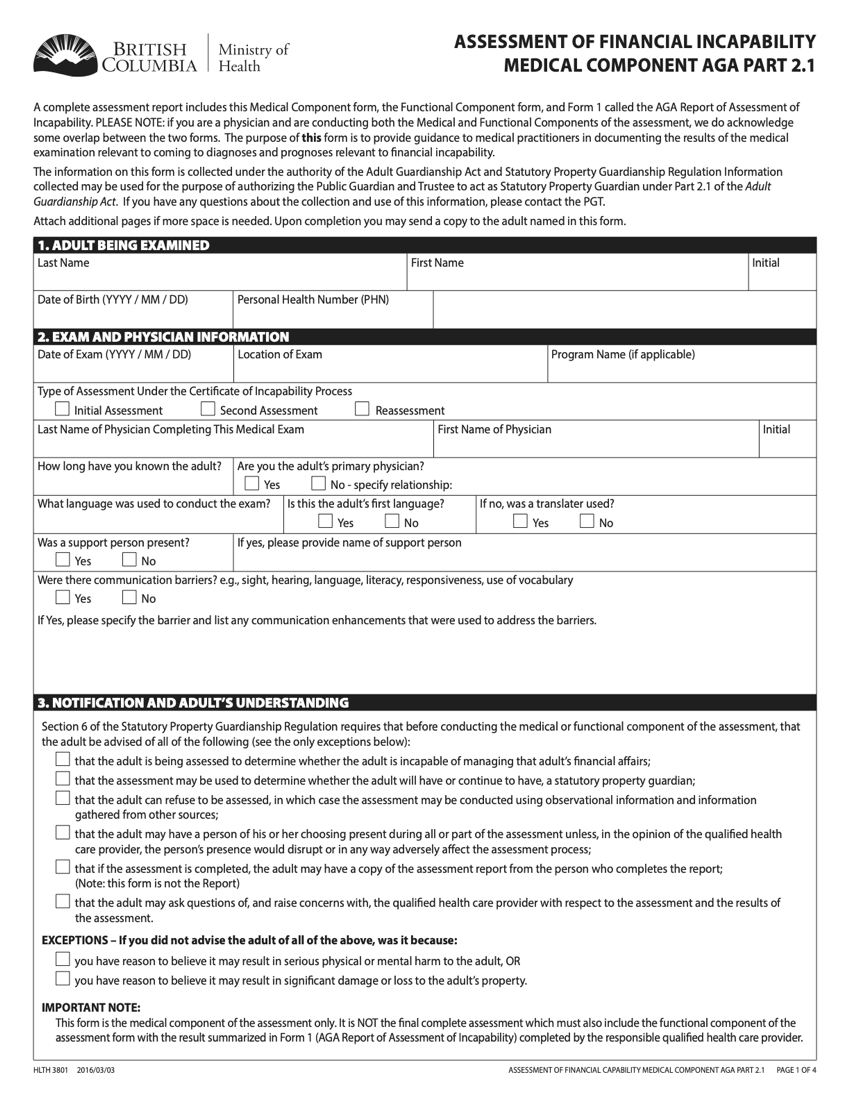 BRITISH
COLUMBIA
Ministry of
Health
ASSESSMENT OF FINANCIAL INCAPABILITY
MEDICAL COMPONENT AGA PART 2.1
A complete assessment report includes this Medical Component form, the Functional Component form, and Form 1 called the AGA Report of Assessment of
Incapability. PLEASE NOTE: if you are a physician and are conducting both the Medical and Functional Components of the assessment, we do acknowledge
some overlap between the two forms. The purpose of this form is to provide guidance to medical practitioners in documenting the results of the medical
examination relevant to coming to diagnoses and prognoses relevant to financial incapability.
The information on this form is collected under the authority of the Adult Guardianship Act and Statutory Property Guardianship Regulation Information
collected may be used for the purpose of authorizing the Public Guardian and Trustee to act as Statutory Property Guardian under Part 2.1 of the Adult
Guardianship Act. If you have any questions about the collection and use of this information, please contact the PGT.
Attach additional pages if more space is needed. Upon completion you may send a copy to the adult named in this form.
1. ADULT BEING EXAMINED
Last Name First Name Initial
Date of Birth (YYYY / MM / DD) Personal Health Number (PHN)
2. EXAM AND PHYSICIAN INFORMATION
Date of Exam (YYYY / MM / DD) Location of Exam Program Name (if applicable)
Type of Assessment Under the Certificate of Incapability Process
Initial Assessment Second Assessment Reassessment
Last Name of Physician Completing This Medical Exam First Name of Physician Initial
How long have you known the adult? Are you the adult's primary physician?
Yes No - specify relationship:
What language was used to conduct the exam? Is this the adult's first language? If no, was a translater used?
Yes No Yes No
Was a support person present? If yes, please provide name of support person
Yes No
Were there communication barriers? e.g., sight, hearing, language, literacy, responsiveness, use of vocabulary
Yes No
If Yes, please specify the barrier and list any communication enhancements that were used to address the barriers.
3. NOTIFICATION AND ADULT'S UNDERSTANDING
Section 6 of the Statutory Property Guardianship Regulation requires that before conducting the medical or functional component of the assessment, that
the adult be advised of all of the following (see the only exceptions below):
that the adult is being assessed to determine whether the adult is incapable of managing that adult's financial affairs;
that the assessment may be used to determine whether the adult will have or continue to have, a statutory property guardian;
that the adult can refuse to be assessed, in which case the assessment may be conducted using observational information and information
gathered from other sources;
that the adult may have a person of his or her choosing present during all or part of the assessment unless, in the opinion of the qualified health
care provider, the person's presence would disrupt or in any way adversely affect the assessment process;
that if the assessment is completed, the adult may have a copy of the assessment report from the person who completes the report;
(Note: this form is not the Report)
that the adult may ask questions of, and raise concerns with, the qualified health care provider with respect to the assessment and the results of
the assessment.
EXCEPTIONS – If you did not advise the adult of all of the above, was it because:
you have reason to believe it may result in serious physical or mental harm to the adult, OR
you have reason to believe it may result in significant damage or loss to the adult's property.
IMPORTANT NOTE:
This form is the medical component of the assessment only. It is NOT the final complete assessment which must also include the functional component of the
assessment form with the result summarized in Form 1 (AGA Report of Assessment of Incapability) completed by the responsible qualified health care provider.
HLTH 3801 2016/03/03 ASSESSMENT OF FINANCIAL CAPABILITY MEDICAL COMPONENT AGA PART 2.1 PAGE 1 OF 4